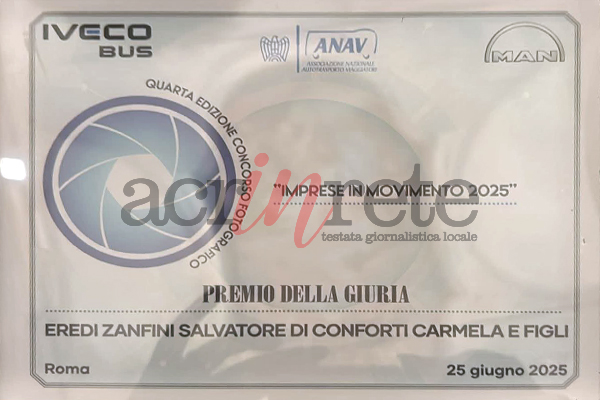 IVECO
BUS
ANAV
ASSOCIAZIONE NAZIONALE
AUTOTRASPORTO VIAGGIATORI
MAN
QUARTA EDIZIONE CONCORSO FOTOGRAFICO
"IMPRESE IN MOVIMENTO 2025"
acrinrete
testata giornalistica locale
PREMIO DELLA GIURIA
EREDI ZANFINI SALVATORE DI CONFORTI CARMELA E FIGLI
Roma
25 giugno 2025